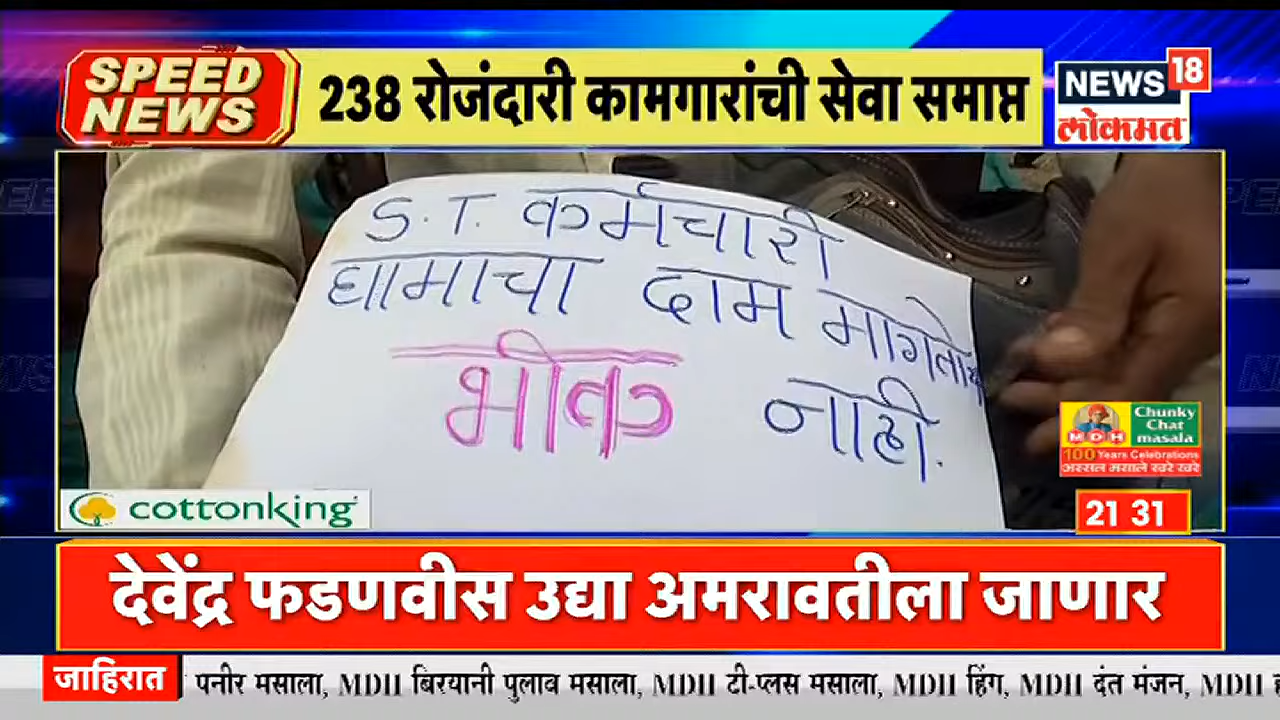 SPEED NEWS
238 रोजंदारी कामगारांची सेवा समाप्त
NEWS 18
लोकमत
S.T. कर्मचारी
घामाचा दाम मागतोय
भीक नाही.
MDH
Chunky Chat masala
100 Years Celebrations
असल मसाले
cottonking
21 31
देवेंद्र फडणवीस उद्या अमरावतीला जाणार
जाहिरात
पनीर मसाला, MDH बिरयानी पुलाव मसाला, MDH टी-प्लस मसाला, MDH हिंग, MDH दंत मंजन, MDH